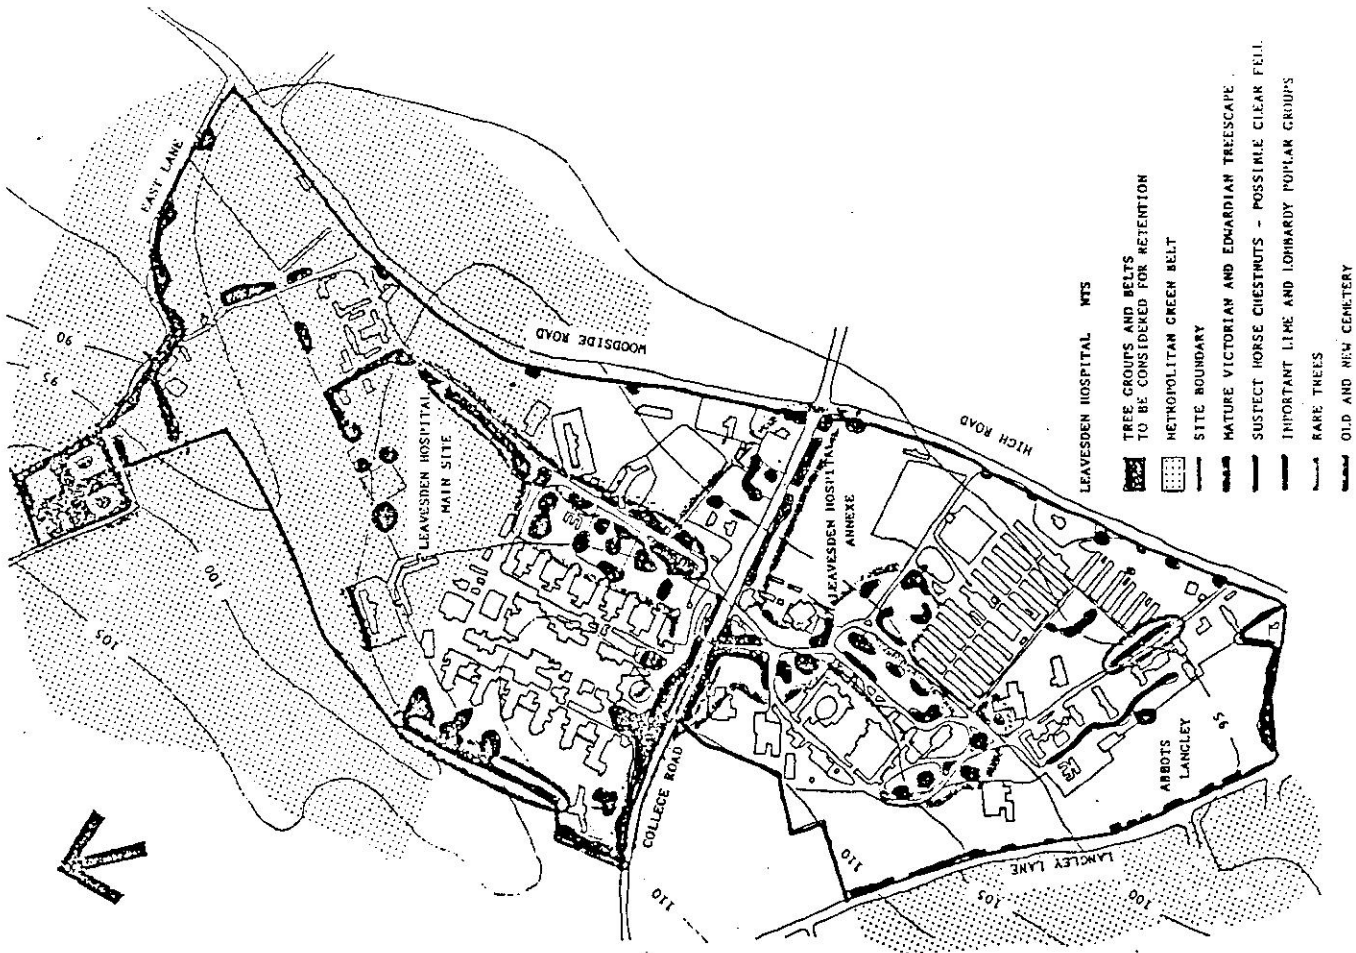 EAST LANE
90
95
WOODSIDE ROAD
LEAVESDEN HOSPITAL
MAIN SITE
100
105
HIGH ROAD
LEAVESDEN HOSPITAL
ANNEXE
COLLEGE ROAD
ABBOTS
LANGLEY
95
110
110
LANGLEY LANE
105
100
LEAVESDEN HOSPITAL NTS
TREE GROUPS AND BELTS
TO BE CONSIDERED FOR RETENTION
METROPOLITAN GREEN BELT
SITE BOUNDARY
MATURE VICTORIAN AND EDWARDIAN TREESCAPE
SUSPECT HORSE CHESTNUTS - POSSIBLE CLEAR FELL
IMPORTANT LIME AND LOMBARDY POPLAR GROUPS
RARE TREES
OLD AND NEW CEMETERY